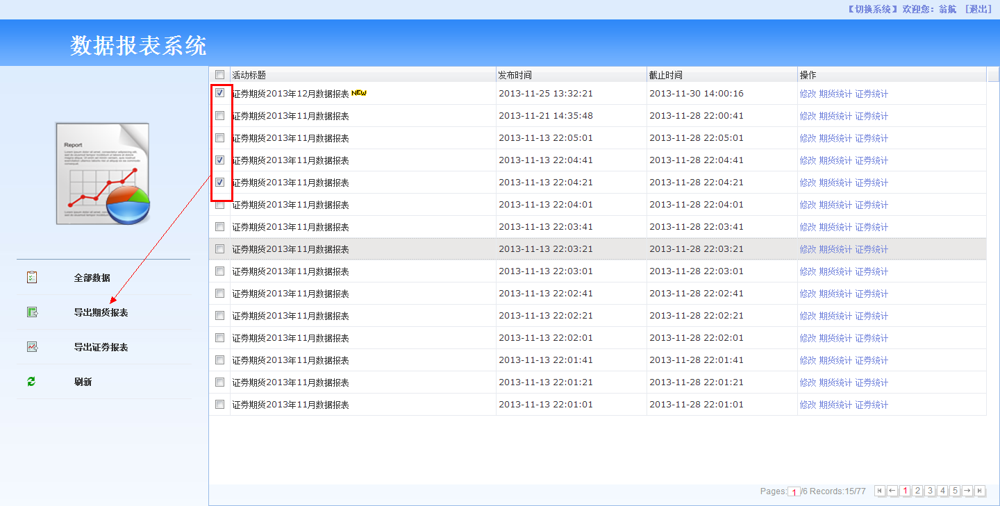 【切换系统】 欢迎您：翁航 [退出]
数据报表系统
Report
活动标题 发布时间 截止时间 操作
证券期货2013年12月数据报表 NEW 2013-11-25 13:32:21 2013-11-30 14:00:16 修改 期货统计 证券统计
证券期货2013年11月数据报表 2013-11-21 14:35:48 2013-11-28 22:00:41 修改 期货统计 证券统计
证券期货2013年11月数据报表 2013-11-13 22:05:01 2013-11-28 22:05:01 修改 期货统计 证券统计
证券期货2013年11月数据报表 2013-11-13 22:04:41 2013-11-28 22:04:41 修改 期货统计 证券统计
证券期货2013年11月数据报表 2013-11-13 22:04:21 2013-11-28 22:04:21 修改 期货统计 证券统计
证券期货2013年11月数据报表 2013-11-13 22:04:01 2013-11-28 22:04:01 修改 期货统计 证券统计
证券期货2013年11月数据报表 2013-11-13 22:03:41 2013-11-28 22:03:41 修改 期货统计 证券统计
证券期货2013年11月数据报表 2013-11-13 22:03:21 2013-11-28 22:03:21 修改 期货统计 证券统计
证券期货2013年11月数据报表 2013-11-13 22:03:01 2013-11-28 22:03:01 修改 期货统计 证券统计
证券期货2013年11月数据报表 2013-11-13 22:02:41 2013-11-28 22:02:41 修改 期货统计 证券统计
证券期货2013年11月数据报表 2013-11-13 22:02:21 2013-11-28 22:02:21 修改 期货统计 证券统计
证券期货2013年11月数据报表 2013-11-13 22:02:01 2013-11-28 22:02:01 修改 期货统计 证券统计
证券期货2013年11月数据报表 2013-11-13 22:01:41 2013-11-28 22:01:41 修改 期货统计 证券统计
证券期货2013年11月数据报表 2013-11-13 22:01:21 2013-11-28 22:01:21 修改 期货统计 证券统计
证券期货2013年11月数据报表 2013-11-13 22:01:01 2013-11-28 22:01:01 修改 期货统计 证券统计
全部数据
导出期货报表
导出证券报表
刷新
Pages: 1 /6 Records:15/77 1 2 3 4 5